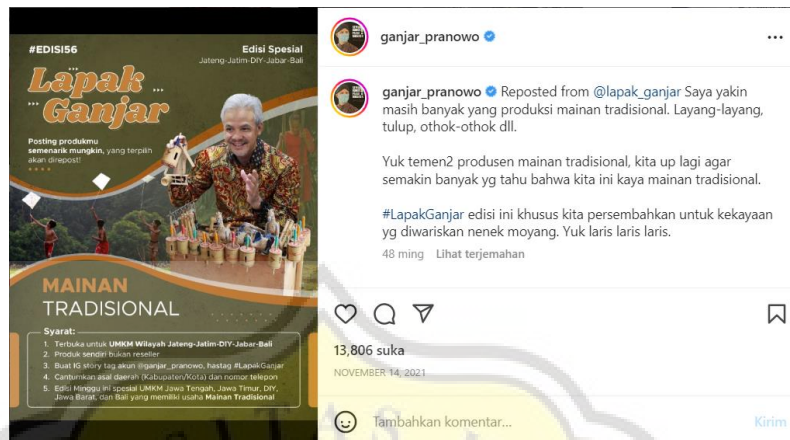 #EDISI56
Edisi Spesial
Jateng-Jatim-DIY-Jabar-Bali
Lapak
Ganjar
Posting produkmu
semenarik mungkin, yang terpilih
akan direpost!
MAINAN
TRADISIONAL
Syarat:
1. Terbuka untuk UMKM Wilayah Jateng-Jatim-DIY-Jabar-Bali
2. Produk sendiri bukan reseller
3. Buat IG story tag akun @ganjar_pranowo, hastag #LapakGanjar
4. Cantumkan asal daerah (Kabupaten/Kota) dan nomor telepon
5. Edisi Minggu ini spesial UMKM Jawa Tengah, Jawa Timur, DIY,
Jawa Barat, dan Bali yang memiliki usaha Mainan Tradisional
ganjar_pranowo
ganjar_pranowo Reposted from @lapak_ganjar Saya yakin
masih banyak yang produksi mainan tradisional. Layang-layang,
tulup, othok-othok dll.
Yuk temen2 produsen mainan tradisional, kita up lagi agar
semakin banyak yg tahu bahwa kita ini kaya mainan tradisional.
#LapakGanjar edisi ini khusus kita persembahkan untuk kekayaan
yg diwariskan nenek moyang. Yuk laris laris laris.
48 ming Lihat terjemahan
13,806 suka
NOVEMBER 14, 2021
Tambahkan komentar...
Kirim